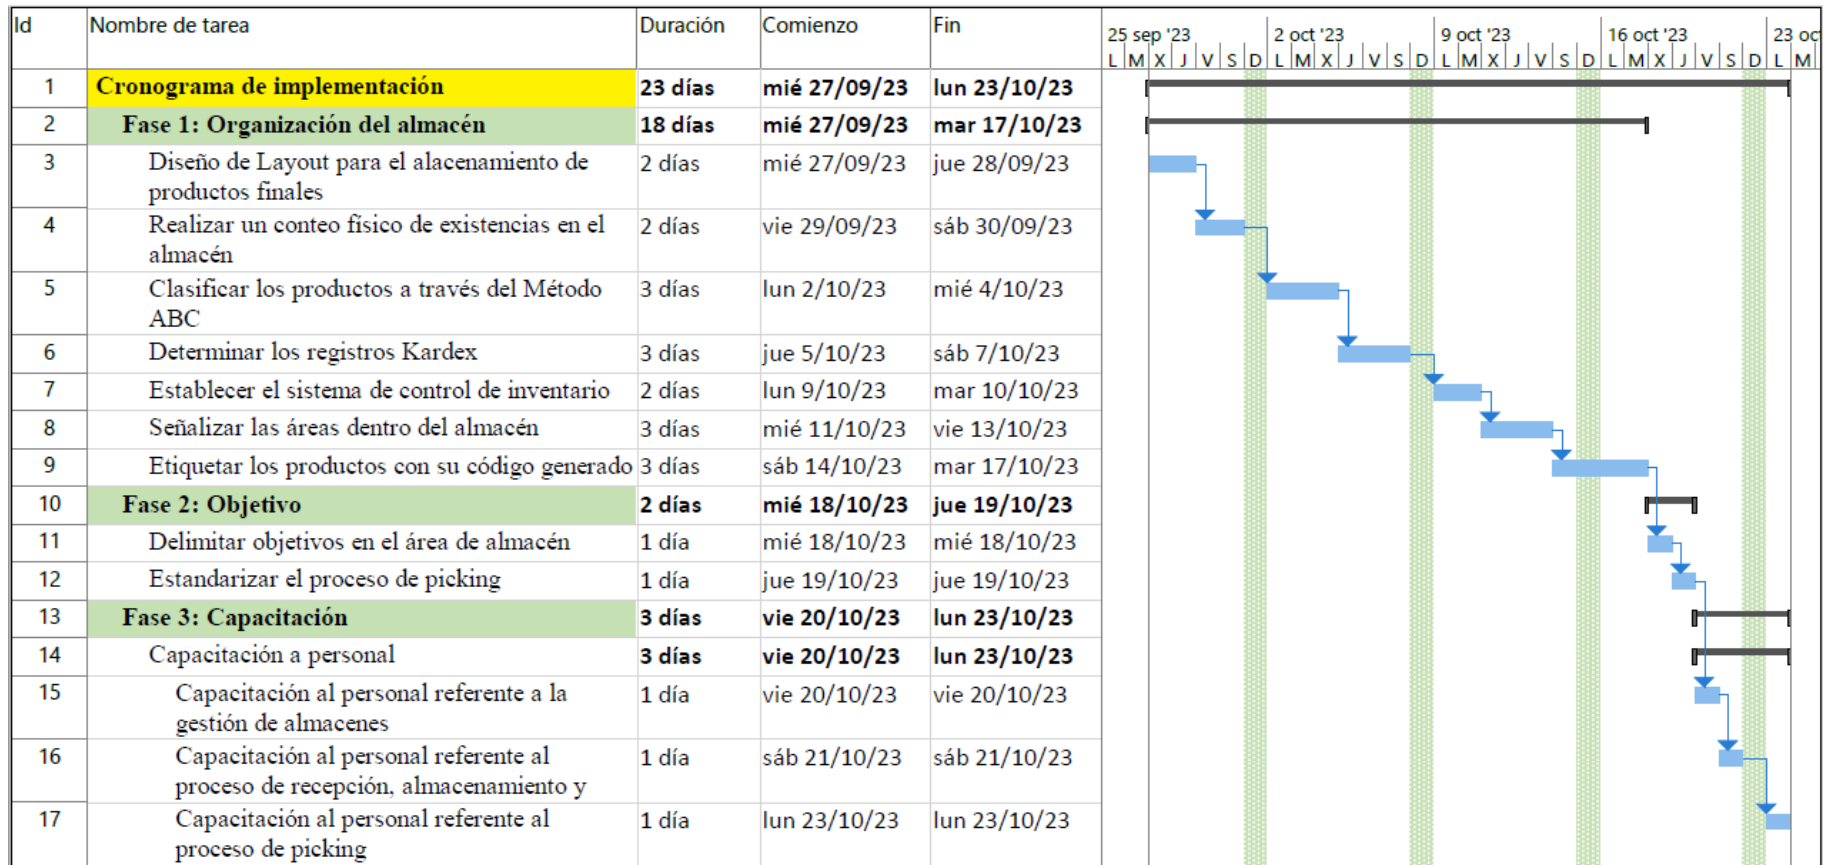 Id Nombre de tarea Duración Comienzo Fin
25 sep '23 2 oct '23 9 oct '23 16 oct '23 23 oct
L M X J V S D L M X J V S D L M X J V S D L M X J V S D L M
1 Cronograma de implementación 23 días mié 27/09/23 lun 23/10/23
2 Fase 1: Organización del almacén 18 días mié 27/09/23 mar 17/10/23
3 Diseño de Layout para el alacenamiento de 2 días mié 27/09/23 jue 28/09/23
productos finales
4 Realizar un conteo físico de existencias en el 2 días vie 29/09/23 sáb 30/09/23
almacén
5 Clasificar los productos a través del Método 3 días lun 2/10/23 mié 4/10/23
ABC
6 Determinar los registros Kardex 3 días jue 5/10/23 sáb 7/10/23
7 Establecer el sistema de control de inventario 2 días lun 9/10/23 mar 10/10/23
8 Señalizar las áreas dentro del almacén 3 días mié 11/10/23 vie 13/10/23
9 Etiquetar los productos con su código generado 3 días sáb 14/10/23 mar 17/10/23
10 Fase 2: Objetivo 2 días mié 18/10/23 jue 19/10/23
11 Delimitar objetivos en el área de almacén 1 día mié 18/10/23 mié 18/10/23
12 Estandarizar el proceso de picking 1 día jue 19/10/23 jue 19/10/23
13 Fase 3: Capacitación 3 días vie 20/10/23 lun 23/10/23
14 Capacitación a personal 3 días vie 20/10/23 lun 23/10/23
15 Capacitación al personal referente a la 1 día vie 20/10/23 vie 20/10/23
gestión de almacenes
16 Capacitación al personal referente al 1 día sáb 21/10/23 sáb 21/10/23
proceso de recepción, almacenamiento y
17 Capacitación al personal referente al 1 día lun 23/10/23 lun 23/10/23
proceso de picking